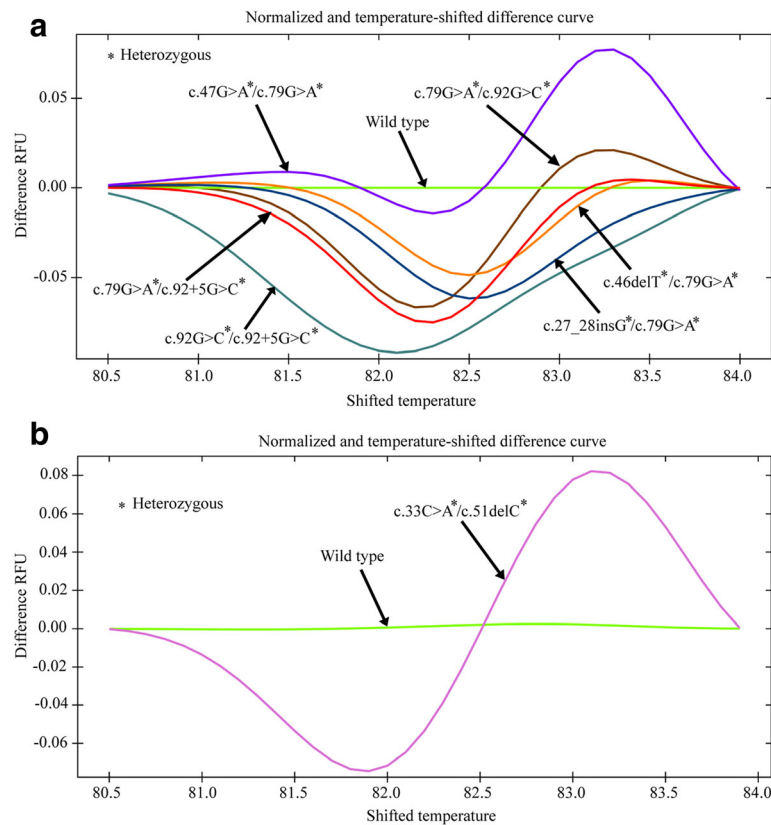 a
Normalized and temperature-shifted difference curve
* Heterozygous
c.47G>A*/c.79G>A*
c.79G>A*/c.92G>C*
Wild type
0.05
0.00
-0.05
Difference RFU
c.79G>A*/c.92+5G>C*
c.46delT*/c.79G>A*
c.92G>C*/c.92+5G>C*
c.27_28insG*/c.79G>A*
80.5 81.0 81.5 82.0 82.5 83.0 83.5 84.0
Shifted temperature
b
Normalized and temperature-shifted difference curve
* Heterozygous
c.33C>A*/c.51delC*
Wild type
0.08
0.06
0.04
0.02
0.00
-0.02
-0.04
-0.06
Difference RFU
80.5 81.0 81.5 82.0 82.5 83.0 83.5 84.0
Shifted temperature